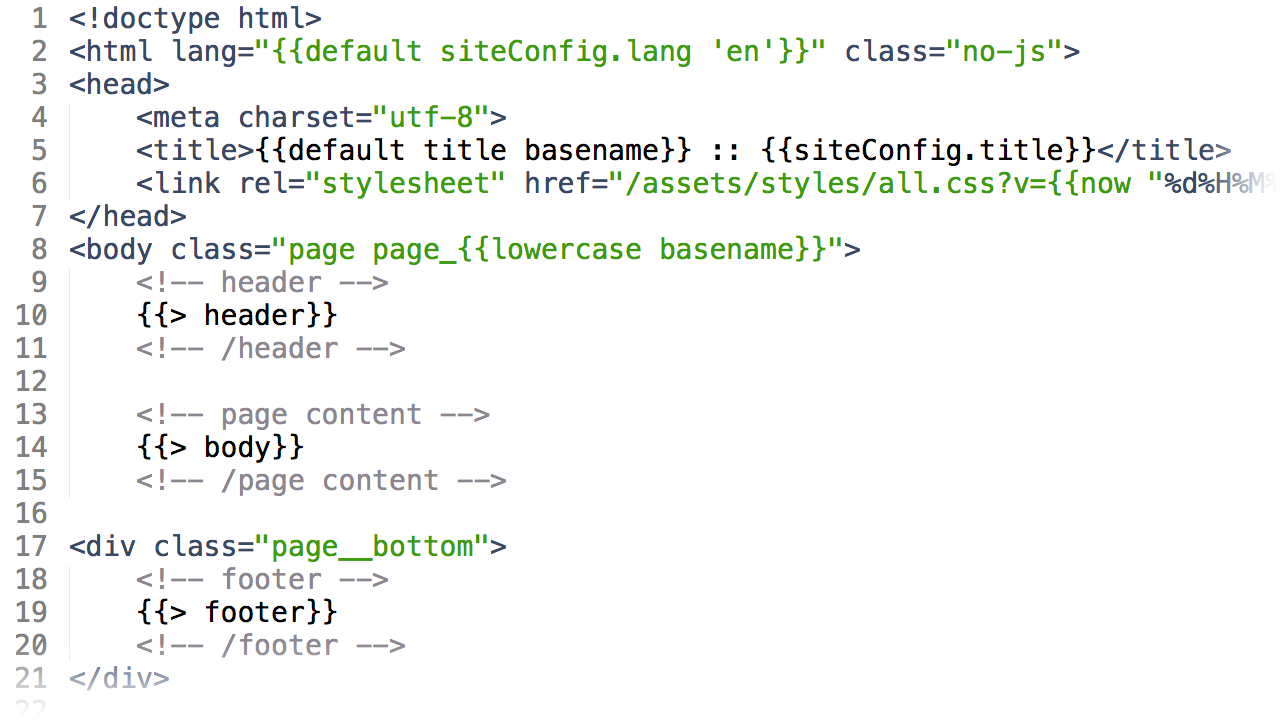 1 <!doctype html>
2 <html lang="{{default siteConfig.lang 'en'}}" class="no-js">
3 <head>
4     <meta charset="utf-8">
5     <title>{{default title basename}} :: {{siteConfig.title}}</title>
6     <link rel="stylesheet" href="/assets/styles/all.css?v={{now "%d%H%M%
7 </head>
8 <body class="page page_{{lowercase basename}}">
9     <!-- header -->
10     {{> header}}
11     <!-- /header -->
12
13     <!-- page content -->
14     {{> body}}
15     <!-- /page content -->
16
17 <div class="page__bottom">
18     <!-- footer -->
19     {{> footer}}
20     <!-- /footer -->
21 </div>
22